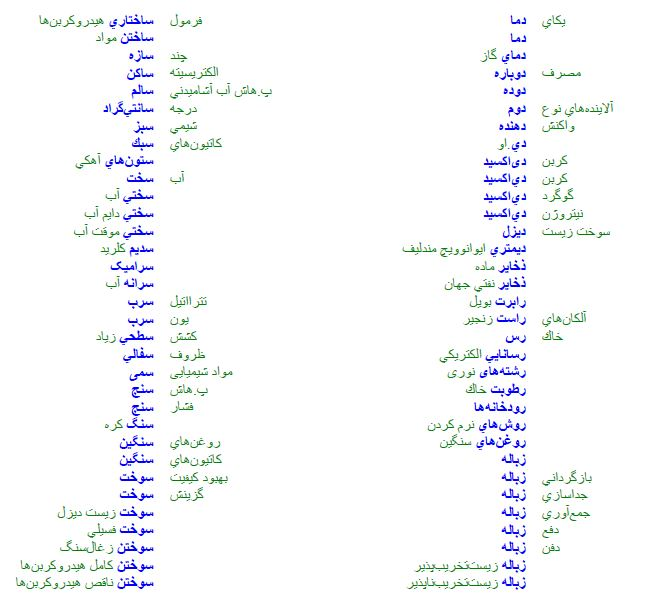 يكاي دما
دما
دماي گاز
مصرف دوباره
دوده
آلاينده‌هاي نوع دوم
واكنش دهنده
دي.او
كربن دي‌اكسيد
كربن دي‌اكسيد
گوگرد دي‌اكسيد
نيتروژن دي‌اكسيد
سوخت زيست ديزل
ديمتري ايوانوويچ مندليف
ذخاير ماده
ذخاير نفتي جهان
رابرت بويل
آلكان‌هاي راست زنجير
خاك رس
رسانايي الكتريكي
رشته‌های نوری
رطوبت خاك
رودخانه‌ها
روش‌هاي نرم كردن
روغن‌هاي سنگين
زباله
بازگرداني زباله
جداسازي زباله
جمع‌آوري زباله
دفع زباله
دفن زباله
زباله زيست‌تخريب‌پذير
زباله زيست‌تخريب‌ناپذير
فرمول ساختاري هيدروكربن‌ها
ساختن مواد
چند سازه
الكتريسيته ساكن
پ.هاش آب آشاميدني سالم
درجه سانتي‌گراد
شيمي سبز
كاتيون‌هاي سبك
ستون‌هاي آهكي
آب سخت
سختي آب
سختي دايم آب
سختي موقت آب
سديم كلريد
سرامیک
سرانه آب
تترااتيل سرب
يون سرب
كشش سطحي زياد
ظروف سفالي
مواد شیمیایی سمی
پ.هاش سنج
فشار سنج
سنگ كره
روغن‌هاي سنگين
كاتيون‌هاي سنگين
بهبود كيفيت سوخت
گزينش سوخت
سوخت زيست ديزل
سوخت فسيلي
سوختن زغال‌سنگ
سوختن كامل هيدروكربن‌ها
سوختن ناقص هيدروكربن‌ها